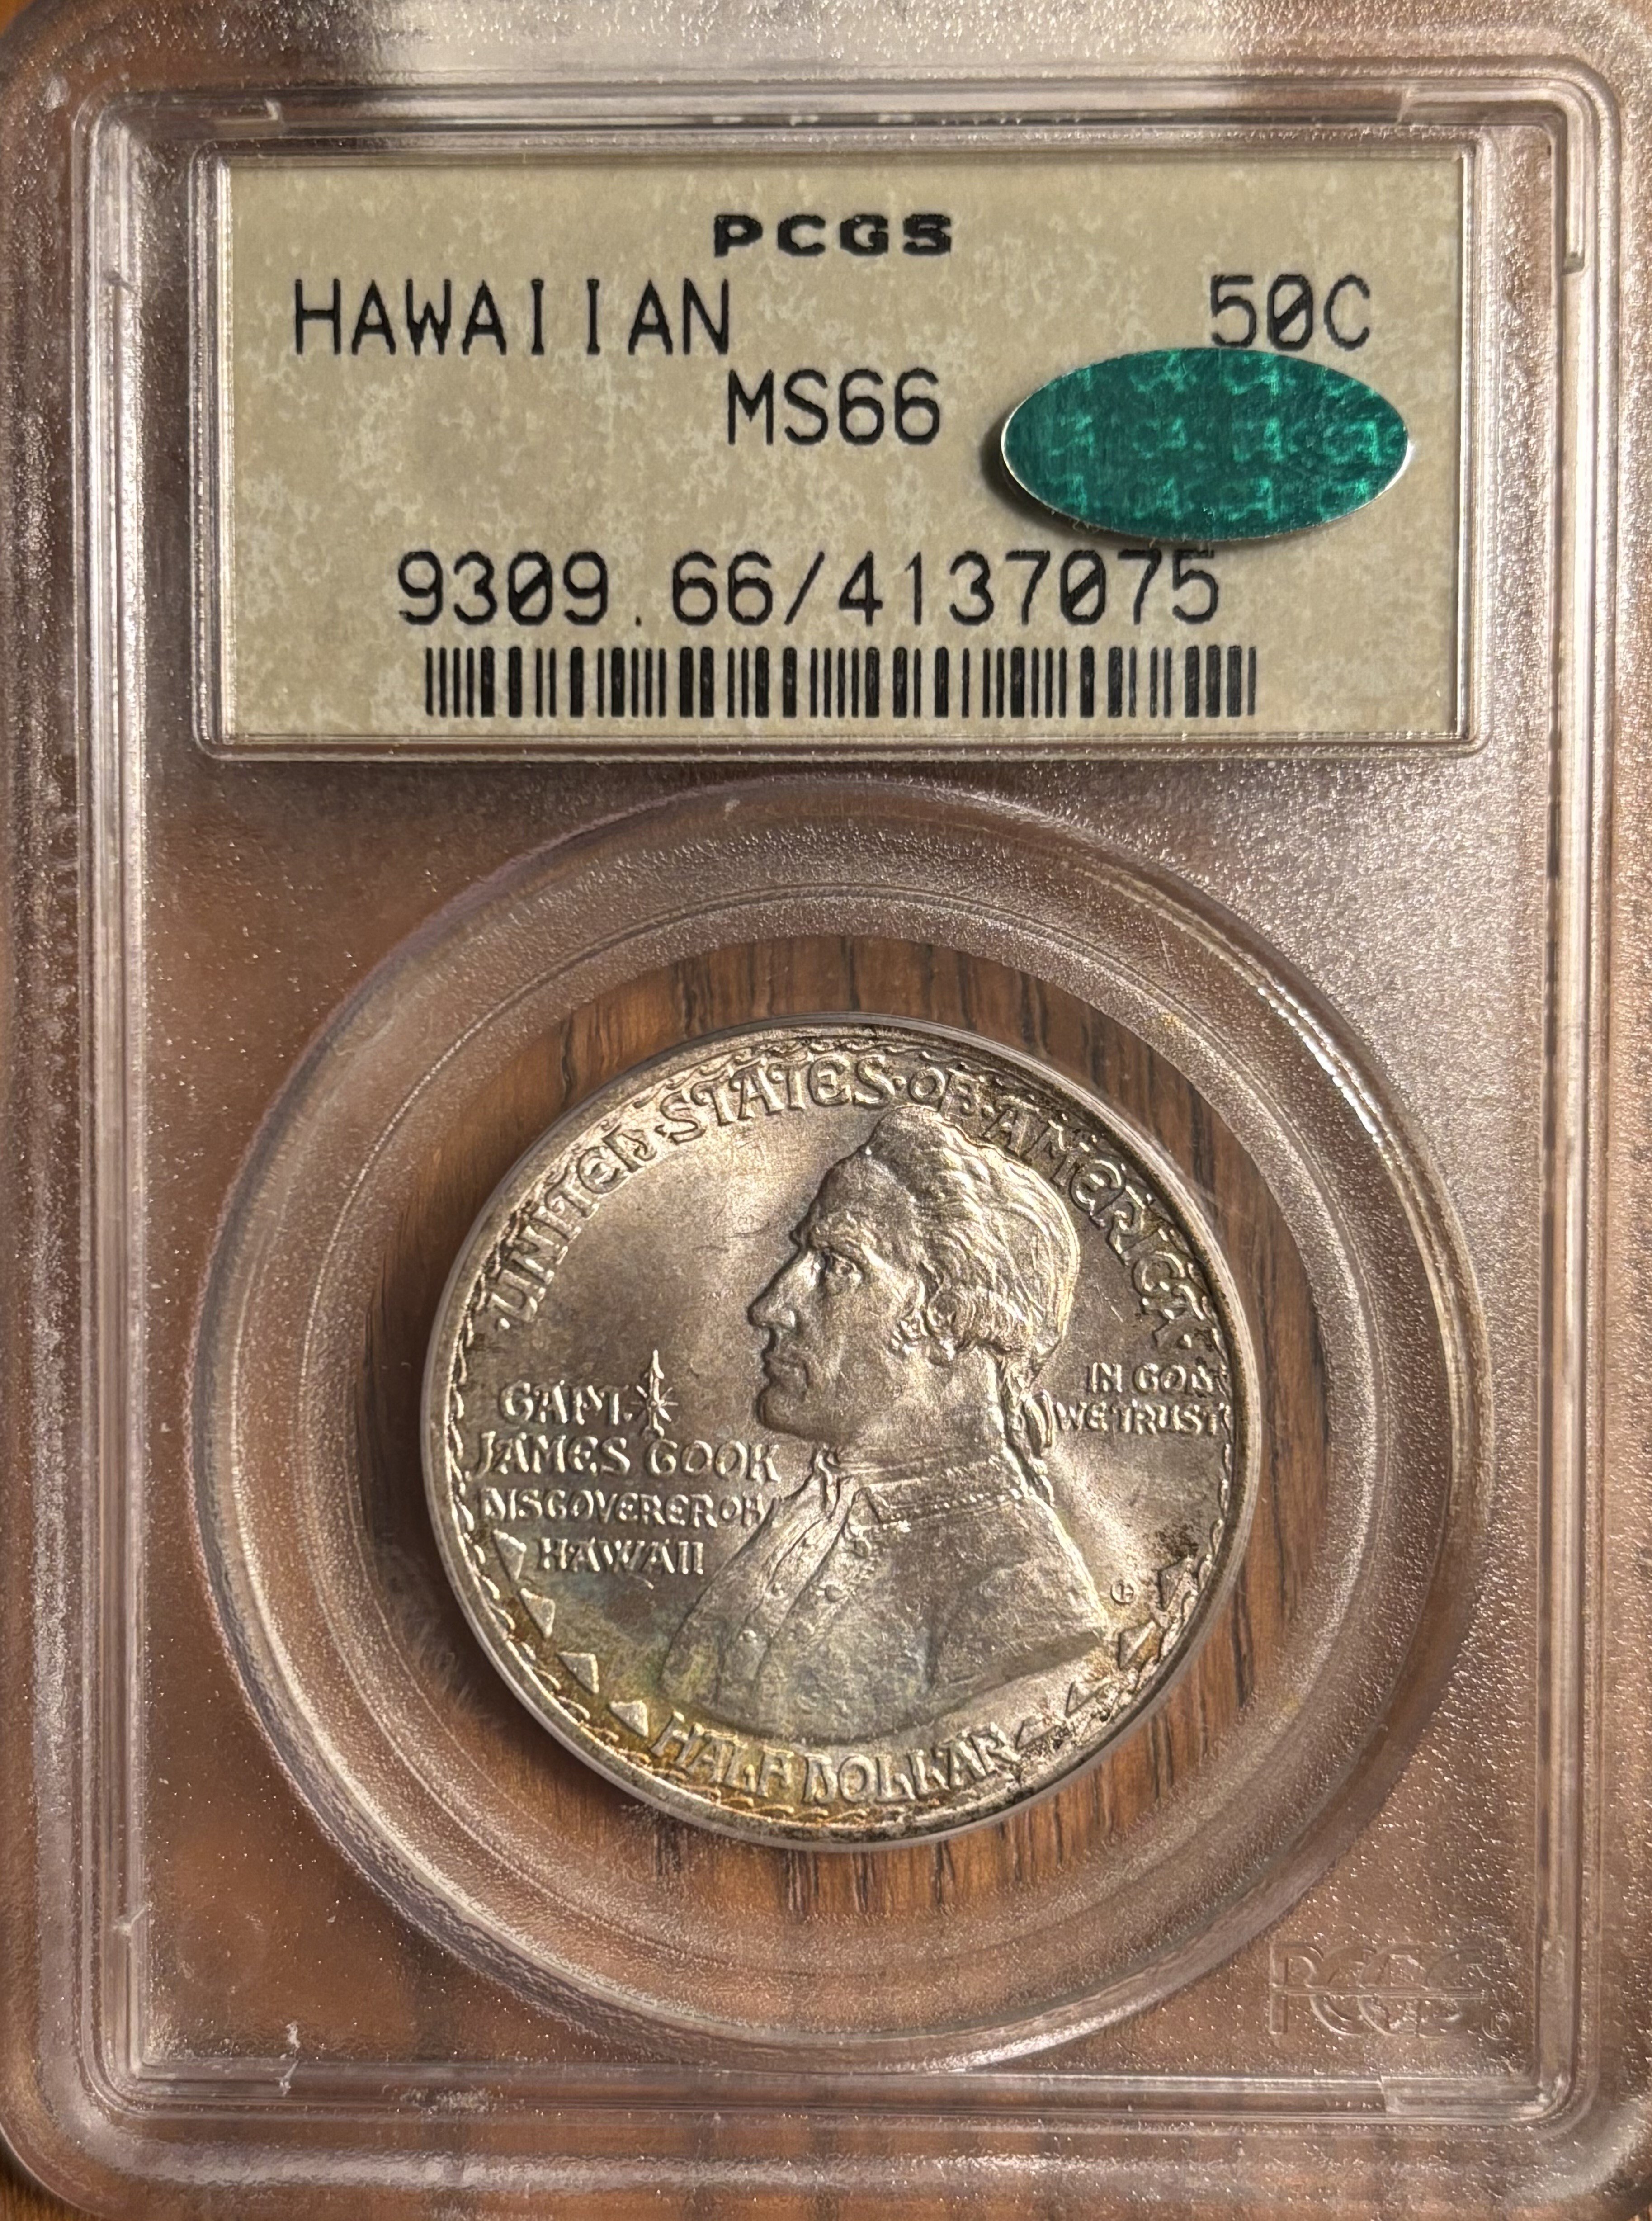 PCGS
HAWAIIAN 50C
MS66
9309.66/4137075
UNITED·STATES·OF·AMERICA·
CAPT.
JAMES COOK
DISCOVERER OF
HAWAII
IN GOD
WE TRUST
HALF DOLLAR
PCGS